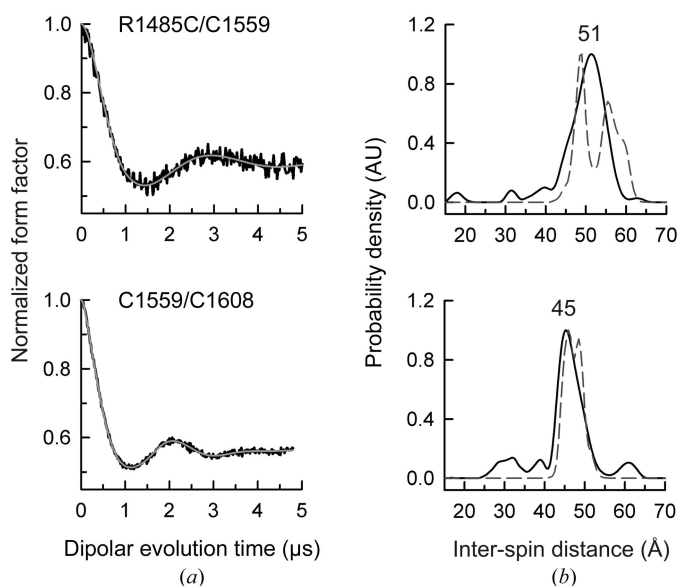 R1485C/C1559
1.0
0.8
0.6
0 1 2 3 4 5
C1559/C1608
1.0
0.8
0.6
0 1 2 3 4 5
Normalized form factor
Dipolar evolution time (μs)
(a)
51
1.2
0.8
0.4
0.0
20 30 40 50 60 70
45
1.2
0.8
0.4
0.0
20 30 40 50 60 70
Probability density (AU)
Inter-spin distance (Å)
(b)